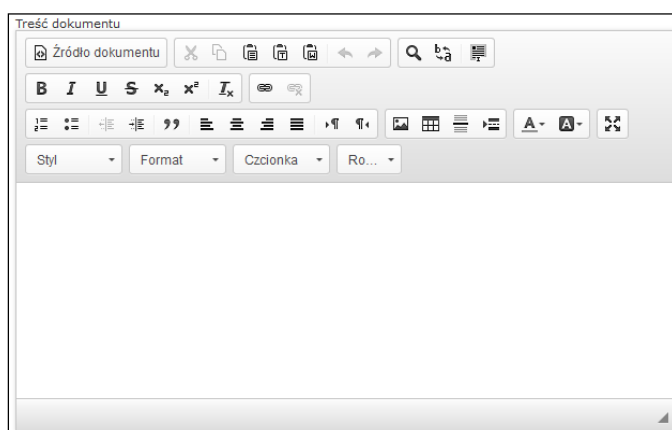 Treść dokumentu
Źródło dokumentu
Styl Format Czcionka Ro...